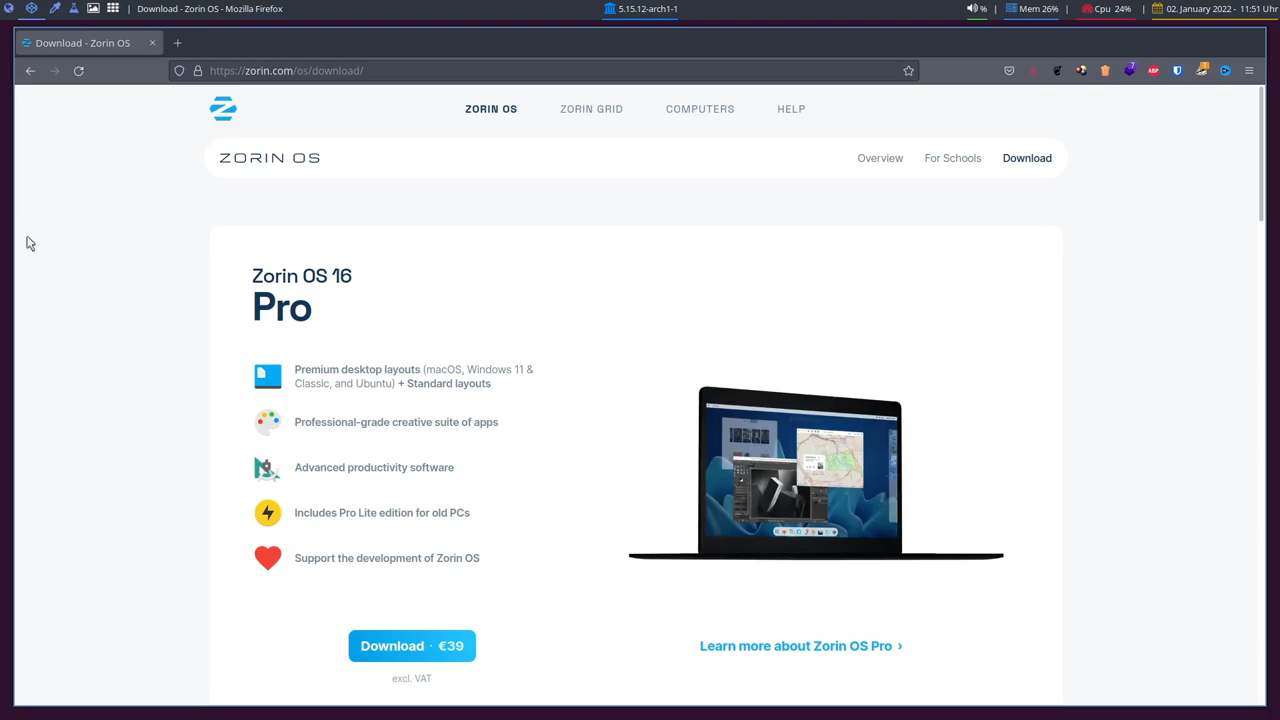 Download - Zorin OS - Mozilla Firefox
5.15.12-arch1-1
%
Mem 26%
Cpu 24%
02. January 2022 - 11:51 Uhr
Download - Zorin OS
https://zorin.com/os/download/
7
ABP
1
ZORIN OS
ZORIN GRID
COMPUTERS
HELP
ZORIN OS
Overview
For Schools
Download
Zorin OS 16
Pro
Premium desktop layouts (macOS, Windows 11 &
Classic, and Ubuntu) + Standard layouts
Professional-grade creative suite of apps
Advanced productivity software
Includes Pro Lite edition for old PCs
Support the development of Zorin OS
Download · €39
Learn more about Zorin OS Pro ›
excl. VAT